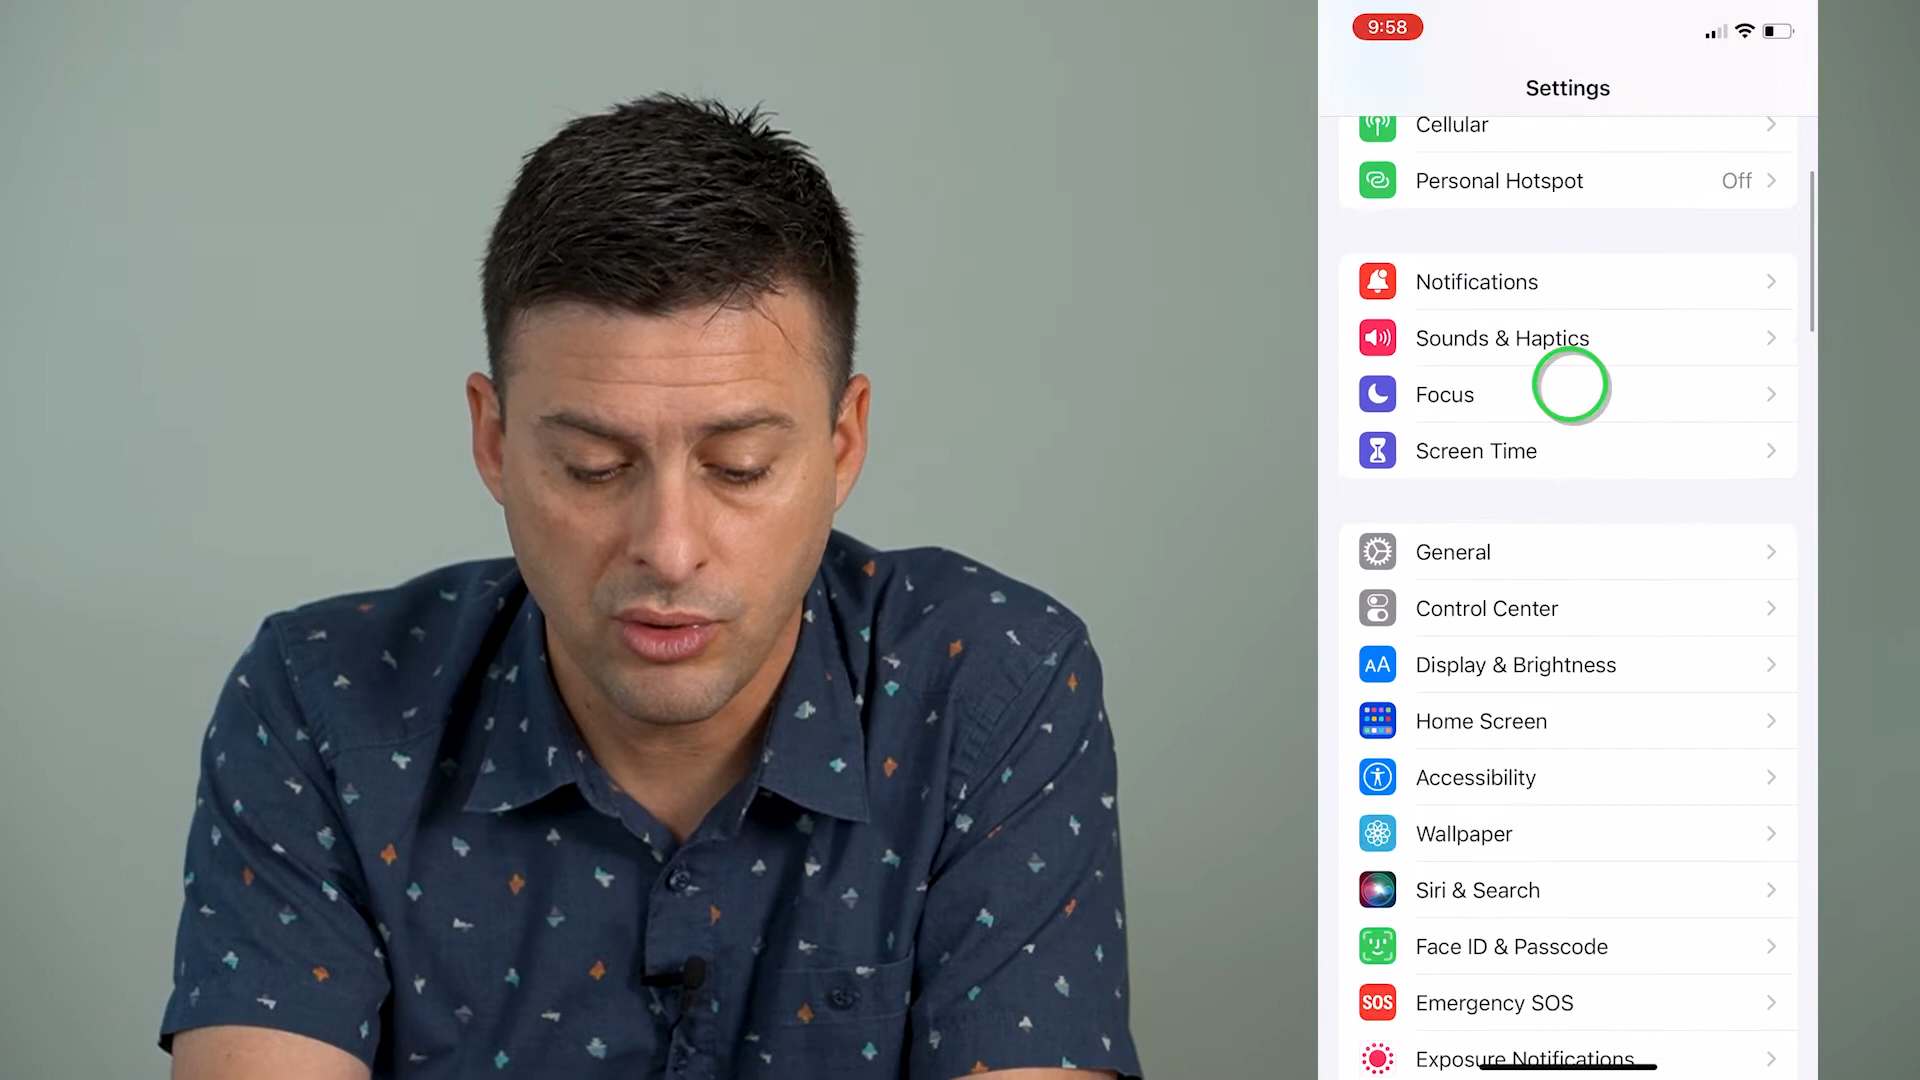 9:58
Settings
Cellular
Personal Hotspot Off
Notifications
Sounds & Haptics
Focus
Screen Time
General
Control Center
AA Display & Brightness
Home Screen
Accessibility
Wallpaper
Siri & Search
Face ID & Passcode
SOS Emergency SOS
Exposure Notifications